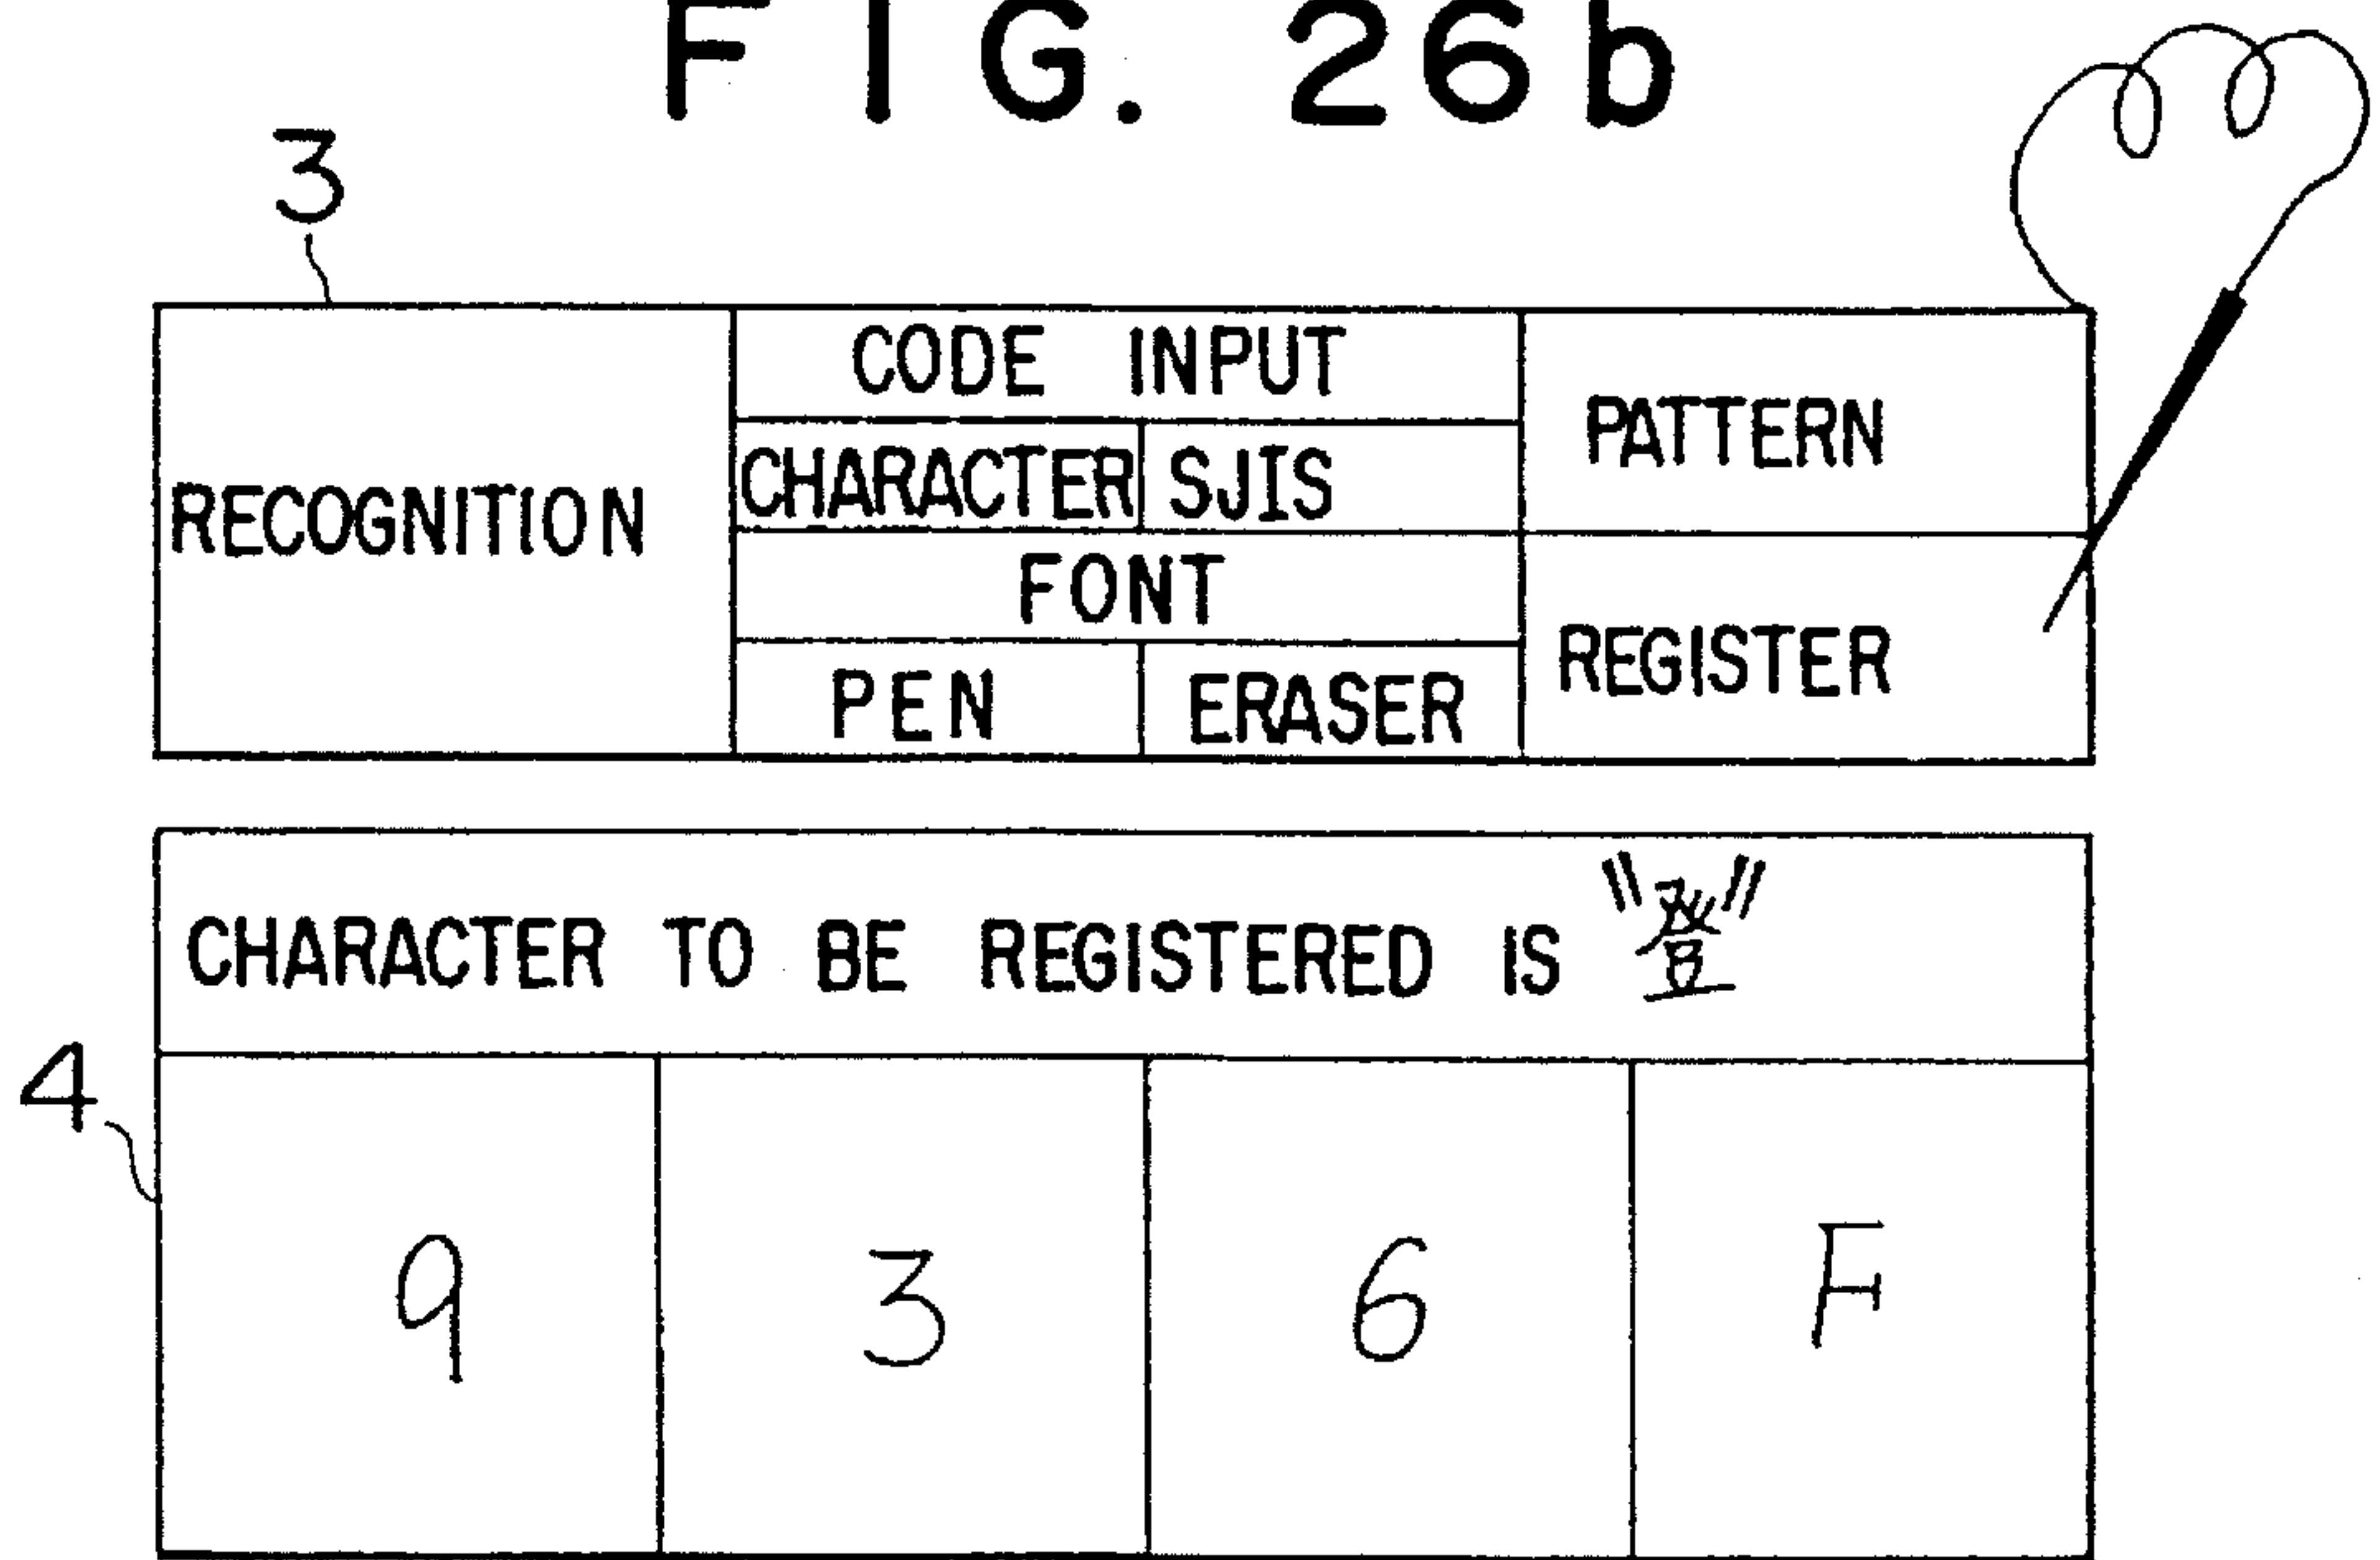 FIG. 26b
3
CODE INPUT
PATTERN
CHARACTER SJIS
RECOGNITION
FONT
REGISTER
PEN ERASER
CHARACTER TO BE REGISTERED IS "登"
4
9 3 6 F